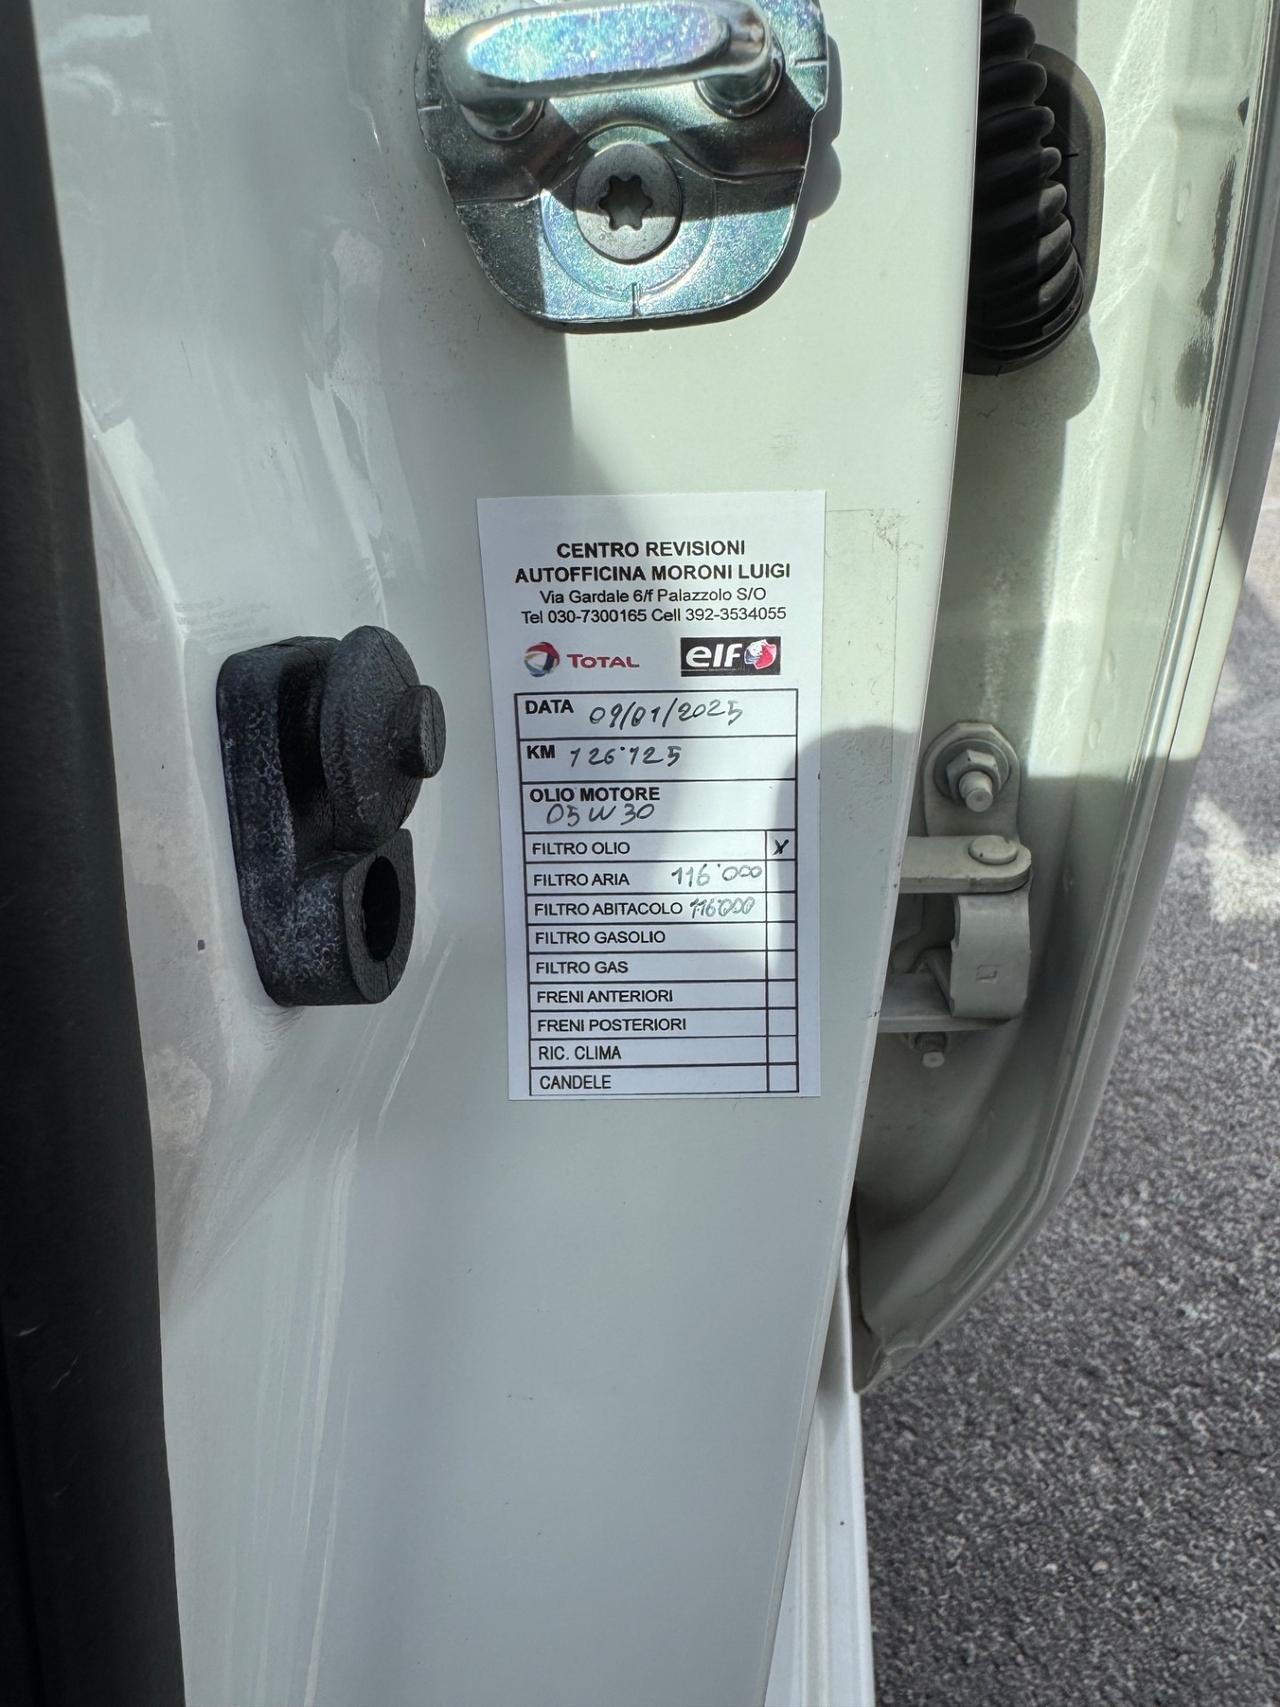 CENTRO REVISIONI
AUTOFFICINA MORONI LUIGI
Via Gardale 6/f Palazzolo S/O
Tel 030-7300165 Cell 392-3534055
TOTAL elf
DATA 09/01/2025
KM 126'125
OLIO MOTORE
05W30
FILTRO OLIO X
FILTRO ARIA 116'000
FILTRO ABITACOLO 116'000
FILTRO GASOLIO
FILTRO GAS
FRENI ANTERIORI
FRENI POSTERIORI
RIC. CLIMA
CANDELE